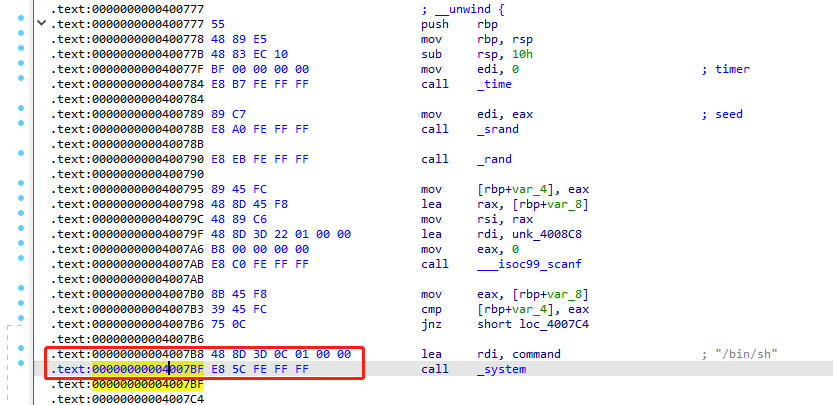 .text:0000000000400777 ; __unwind {
.text:0000000000400777 55 push rbp
.text:0000000000400778 48 89 E5 mov rbp, rsp
.text:000000000040077B 48 83 EC 10 sub rsp, 10h
.text:000000000040077F BF 00 00 00 00 mov edi, 0 ; timer
.text:0000000000400784 E8 B7 FE FF FF call _time
.text:0000000000400784
.text:0000000000400789 89 C7 mov edi, eax ; seed
.text:000000000040078B E8 A0 FE FF FF call _srand
.text:000000000040078B
.text:0000000000400790 E8 EB FE FF FF call _rand
.text:0000000000400790
.text:0000000000400795 89 45 FC mov [rbp+var_4], eax
.text:0000000000400798 48 8D 45 F8 lea rax, [rbp+var_8]
.text:000000000040079C 48 89 C6 mov rsi, rax
.text:000000000040079F 48 8D 3D 22 01 00 00 lea rdi, unk_4008C8
.text:00000000004007A6 B8 00 00 00 00 mov eax, 0
.text:00000000004007AB E8 C0 FE FF FF call ___isoc99_scanf
.text:00000000004007AB
.text:00000000004007B0 8B 45 F8 mov eax, [rbp+var_8]
.text:00000000004007B3 39 45 FC cmp [rbp+var_4], eax
.text:00000000004007B6 75 0C jnz short loc_4007C4
.text:00000000004007B6
.text:00000000004007B8 48 8D 3D 0C 01 00 00 lea rdi, command ; "/bin/sh"
.text:00000000004007BF E8 5C FE FF FF call _system
.text:00000000004007BF
.text:00000000004007C4